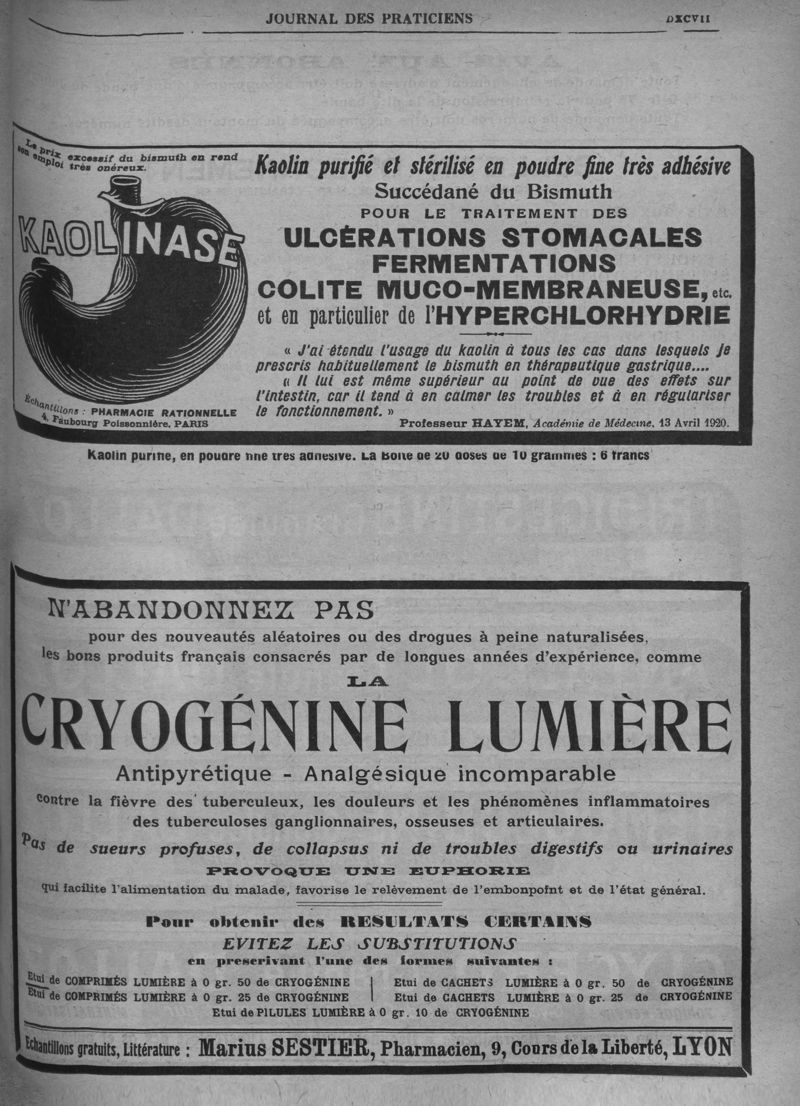 JOURNAL DES PRATICIENS
DXCVII
Le prix excessif du bismuth en rend
son emploi très onéreux.
KAOLINASE
Échantillons : PHARMACIE RATIONNELLE
4, Faubourg Poissonnière, PARIS
Kaolin purifié et stérilisé en poudre fine très adhésive
Succédané du Bismuth
POUR LE TRAITEMENT DES
ULCÉRATIONS STOMACALES
FERMENTATIONS
COLITE MUCO-MEMBRANEUSE, etc.
et en particulier de l'HYPERCHLORHYDRIE
« J'ai étendu l'usage du kaolin à tous les cas dans lesquels je
prescris habituellement le bismuth en thérapeutique gastrique....
« Il lui est même supérieur au point de vue des effets sur
l'intestin, car il tend à en calmer les troubles et à en régulariser
le fonctionnement. »
Professeur HAYEM, Académie de Médecine, 13 Avril 1920.
Kaolin purifié, en poudre fine très adhésive. La Boîte de 20 doses de 10 grammes : 6 francs
N'ABANDONNEZ PAS
pour des nouveautés aléatoires ou des drogues à peine naturalisées,
les bons produits français consacrés par de longues années d'expérience, comme
LA
CRYOGÉNINE LUMIÈRE
Antipyrétique - Analgésique incomparable
contre la fièvre des tuberculeux, les douleurs et les phénomènes inflammatoires
des tuberculoses ganglionnaires, osseuses et articulaires.
Pas de sueurs profuses, de collapsus ni de troubles digestifs ou urinaires
PROVOQUE UNE EUPHORIE
qui facilite l'alimentation du malade, favorise le relèvement de l'embonpoint et de l'état général.
Pour obtenir des RESULTATS CERTAINS
EVITEZ LES SUBSTITUTIONS
en prescrivant l'une des formes suivantes :
Etui de COMPRIMÉS LUMIÈRE à 0 gr. 50 de CRYOGÉNINE
Etui de COMPRIMÉS LUMIÈRE à 0 gr. 25 de CRYOGÉNINE
Etui de CACHETS LUMIÈRE à 0 gr. 50 de CRYOGÉNINE
Etui de CACHETS LUMIÈRE à 0 gr. 25 de CRYOGÉNINE
Etui de PILULES LUMIÈRE à 0 gr. 10 de CRYOGÉNINE
Echantillons gratuits, Littérature : Marius SESTIER, Pharmacien, 9, Cours de la Liberté, LYON